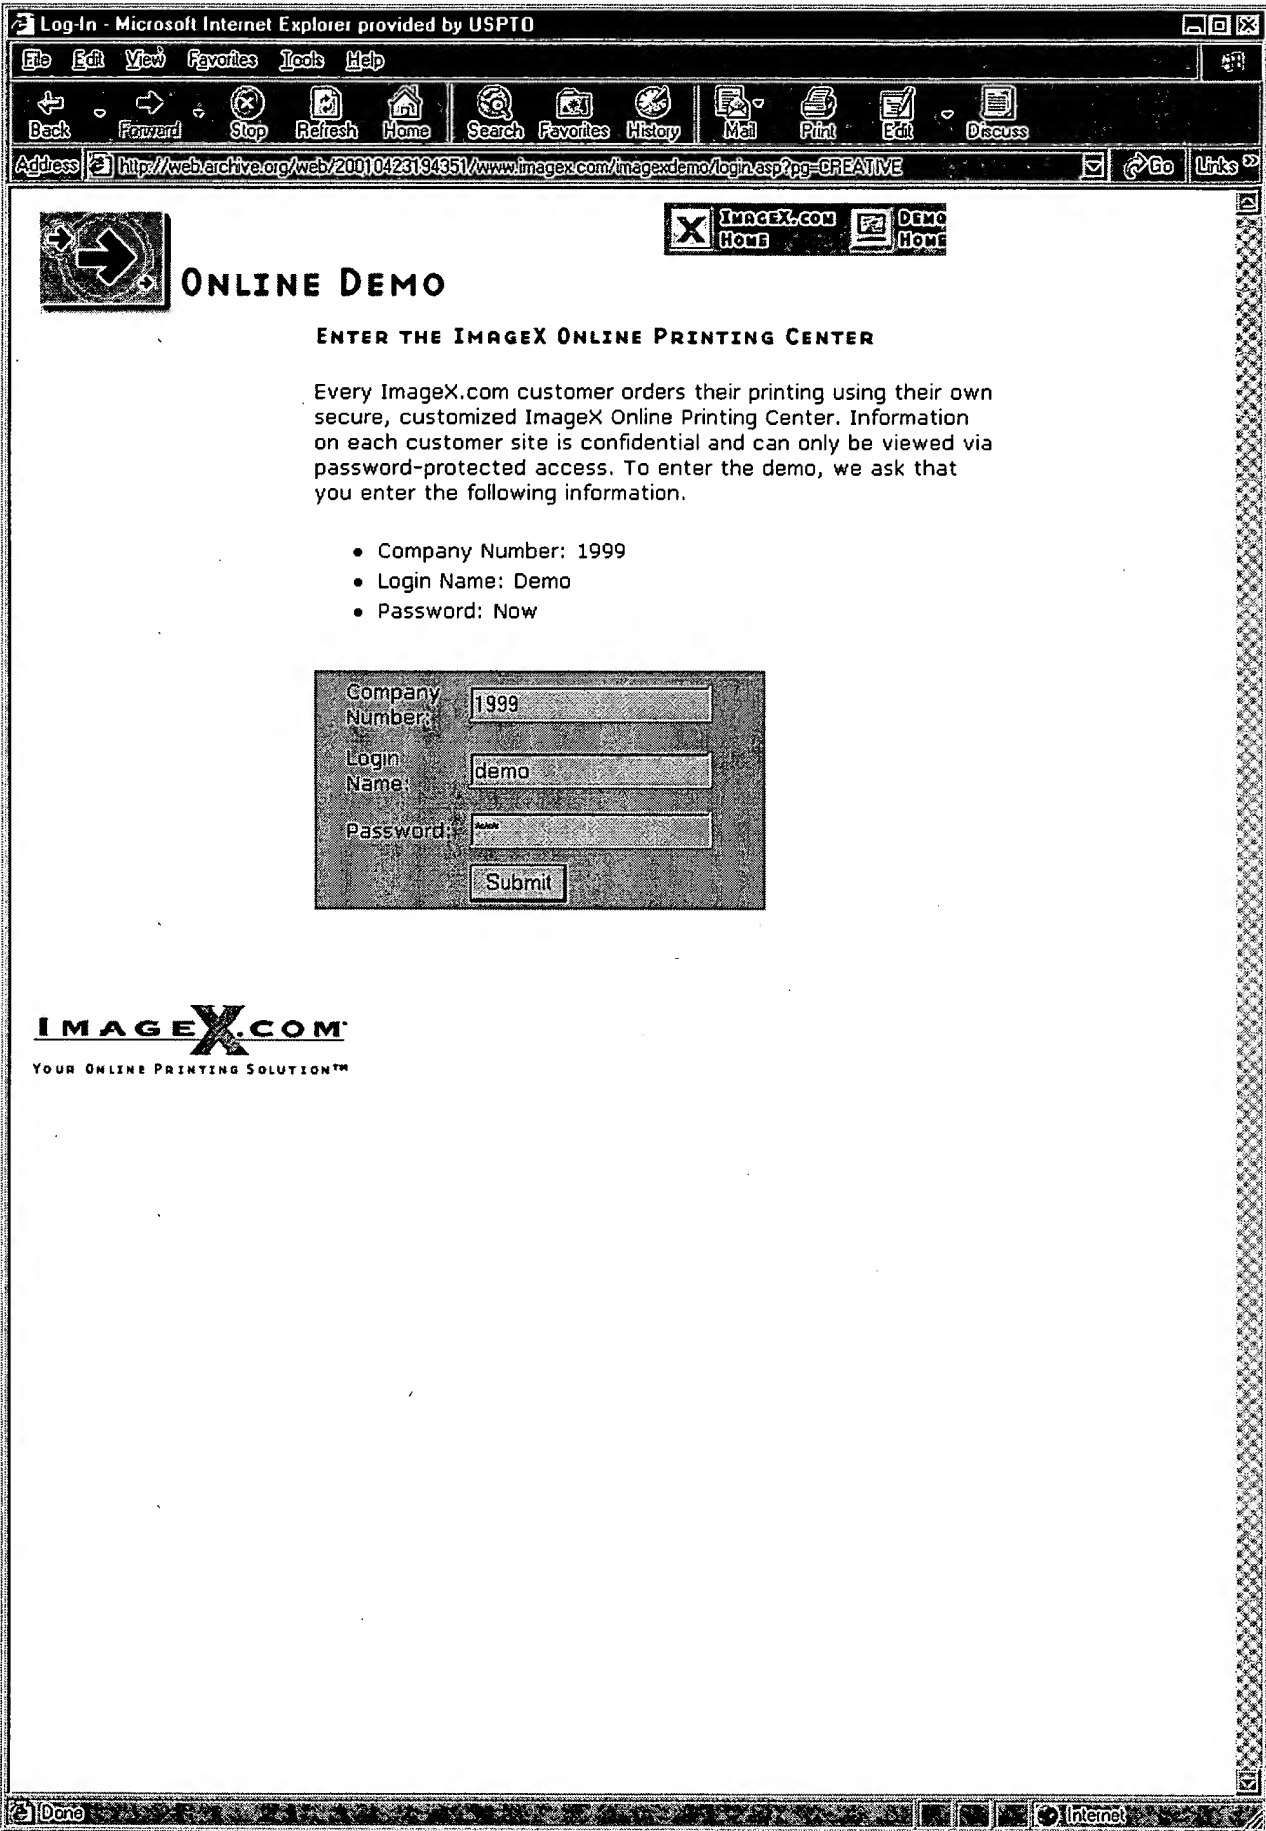 Log-In - Microsoft Internet Explorer provided by USPTO
File Edit View Favorites Tools Help
Back Forward Stop Refresh Home Search Favorites History Mail Print Edit Discuss
Address http://web.archive.org/web/20010423194351/www.imagex.com/imagexdemo/login.asp?pg=CREATIVE Go Links »
IMAGEX.COM HOME
DEMO HOME
ONLINE DEMO
ENTER THE IMAGEX ONLINE PRINTING CENTER
Every ImageX.com customer orders their printing using their own
secure, customized ImageX Online Printing Center. Information
on each customer site is confidential and can only be viewed via
password-protected access. To enter the demo, we ask that
you enter the following information.
• Company Number: 1999
• Login Name: Demo
• Password: Now
Company
Number: 1999
Login
Name: demo
Password: ***
Submit
IMAGEX.COM
YOUR ONLINE PRINTING SOLUTION™
Done Internet